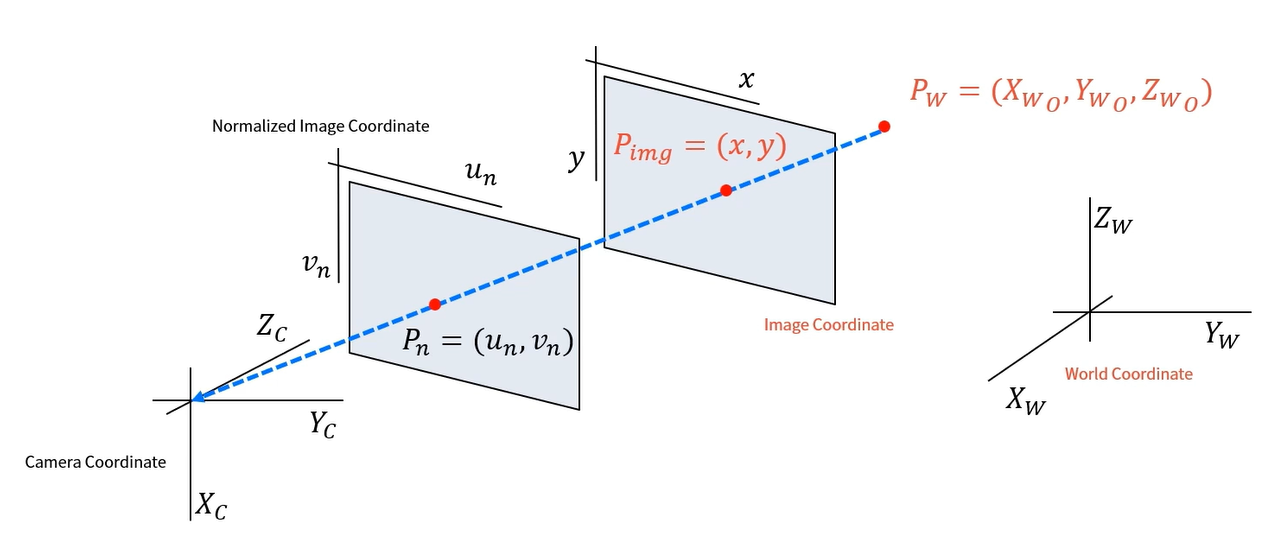 x
P_W = (X_{W_O}, Y_{W_O}, Z_{W_O})
Normalized Image Coordinate
y
P_{img} = (x, y)
u_n
v_n
Z_W
Z_C
P_n = (u_n, v_n)
Image Coordinate
Y_W
World Coordinate
X_W
Y_C
Camera Coordinate
X_C